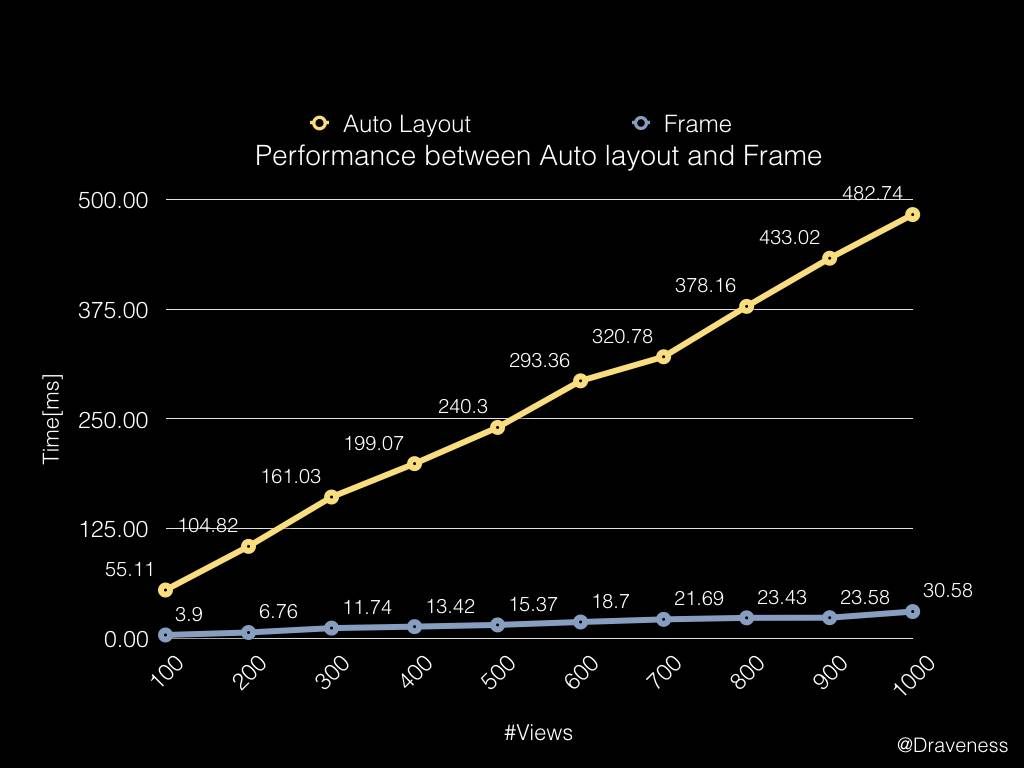 Auto Layout Frame
Performance between Auto layout and Frame
500.00
375.00
250.00
125.00
0.00
Time[ms]
482.74
433.02
378.16
320.78
293.36
240.3
199.07
161.03
104.82
55.11
3.9 6.76 11.74 13.42 15.37 18.7 21.69 23.43 23.58 30.58
100 200 300 400 500 600 700 800 900 1000
#Views
@Draveness